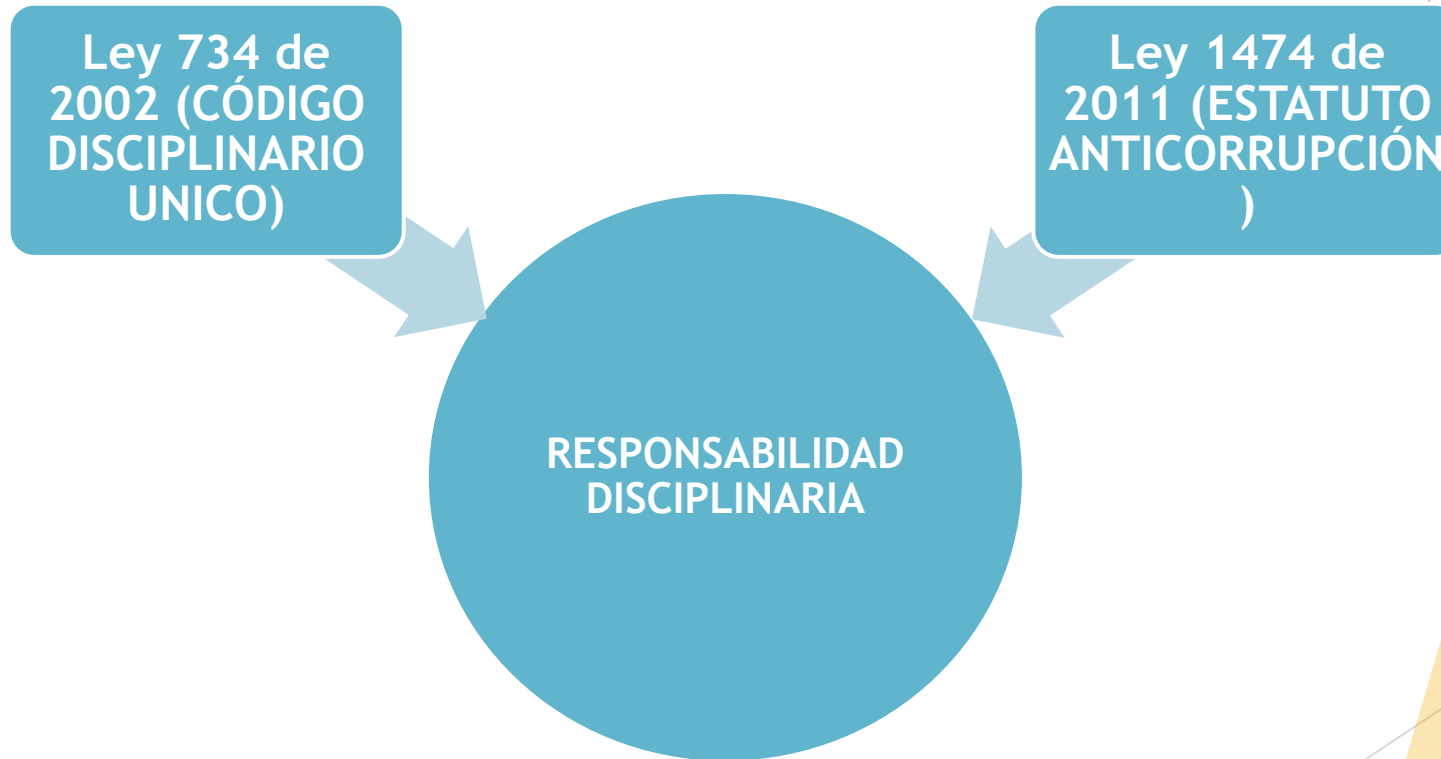 Ley 734 de
2002 (CÓDIGO
DISCIPLINARIO
UNICO)
Ley 1474 de
2011 (ESTATUTO
ANTICORRUPCIÓN
)
RESPONSABILIDAD
DISCIPLINARIA